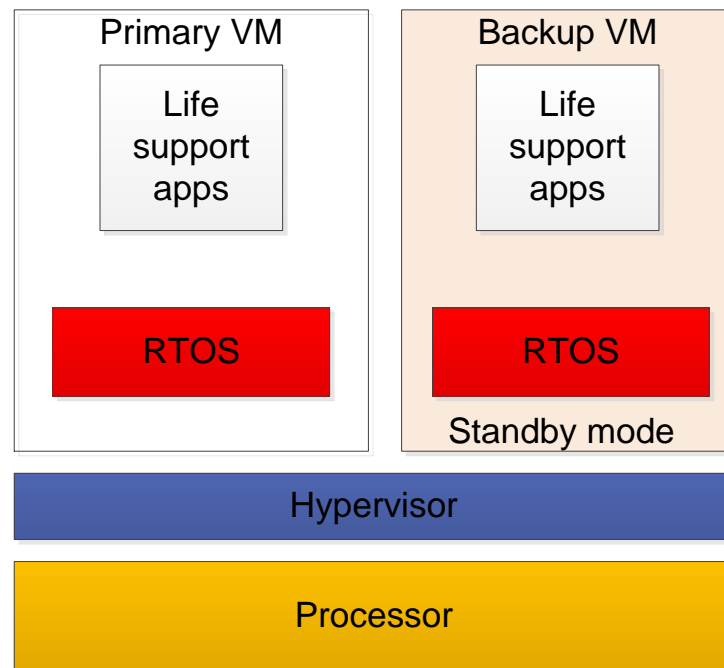 Primary VM
Life
support
apps
RTOS
Backup VM
Life
support
apps
RTOS
Standby mode
Hypervisor
Processor